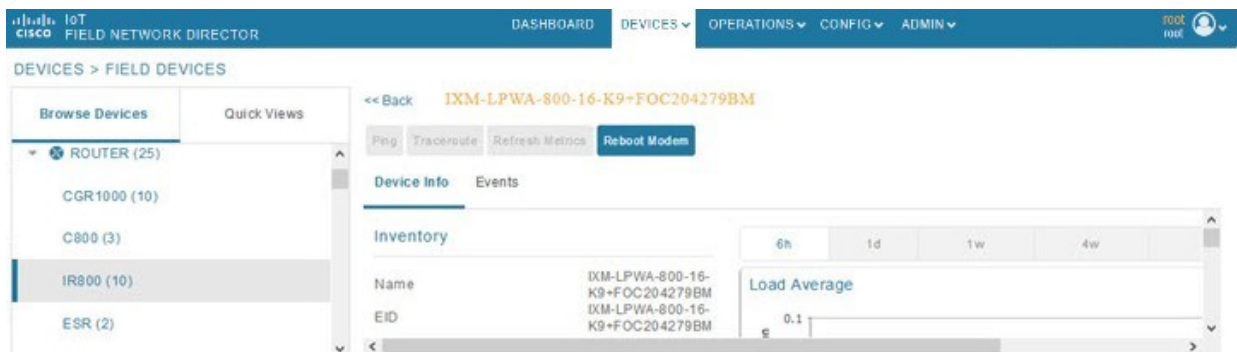 IoT
CISCO FIELD NETWORK DIRECTOR
DASHBOARD DEVICES OPERATIONS CONFIG ADMIN
root
root
DEVICES > FIELD DEVICES
Browse Devices Quick Views
<< Back IXM-LPWA-800-16-K9+FOC204279BM
Ping Traceroute Refresh Metrics Reboot Modem
ROUTER (25)
CGR1000 (10)
C800 (3)
IR800 (10)
ESR (2)
Device Info Events
Inventory
Name IXM-LPWA-800-16-
K9+FOC204279BM
EID IXM-LPWA-800-16-
K9+FOC204279BM
6h 1d 1w 4w
Load Average
0.1